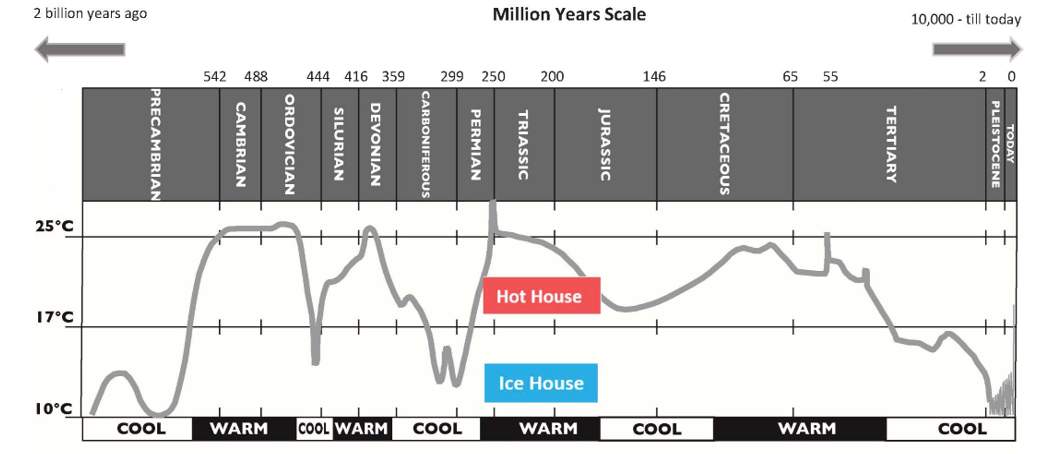 2 billion years ago
Million Years Scale
10,000 - till today
542 488 444 416 359 299 250 200 146 65 55 2 0
PRECAMBRIAN
CAMBRIAN
ORDOVICIAN
SILURIAN
DEVONIAN
CARBONIFEROUS
PERMIAN
TRIASSIC
JURASSIC
CRETACEOUS
TERTIARY
PLEISTOCENE
TODAY
25°C
Hot House
17°C
Ice House
10°C
COOL WARM COOL WARM COOL WARM COOL WARM COOL